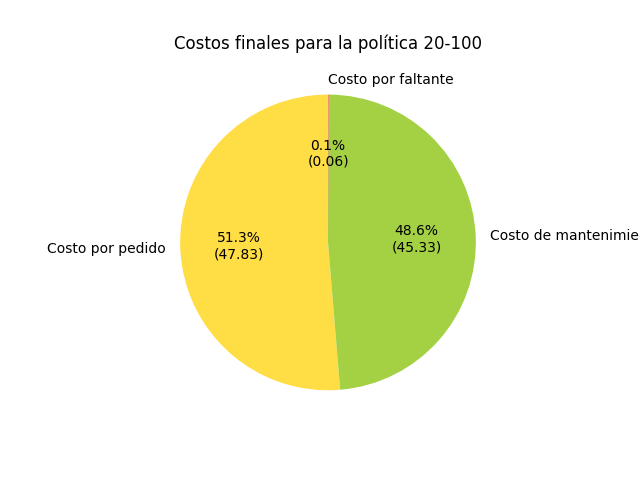 Costos finales para la política 20-100
Costo por faltante
0.1%
(0.06)
51.3%
(47.83)
48.6%
(45.33)
Costo por pedido
Costo de mantenimie